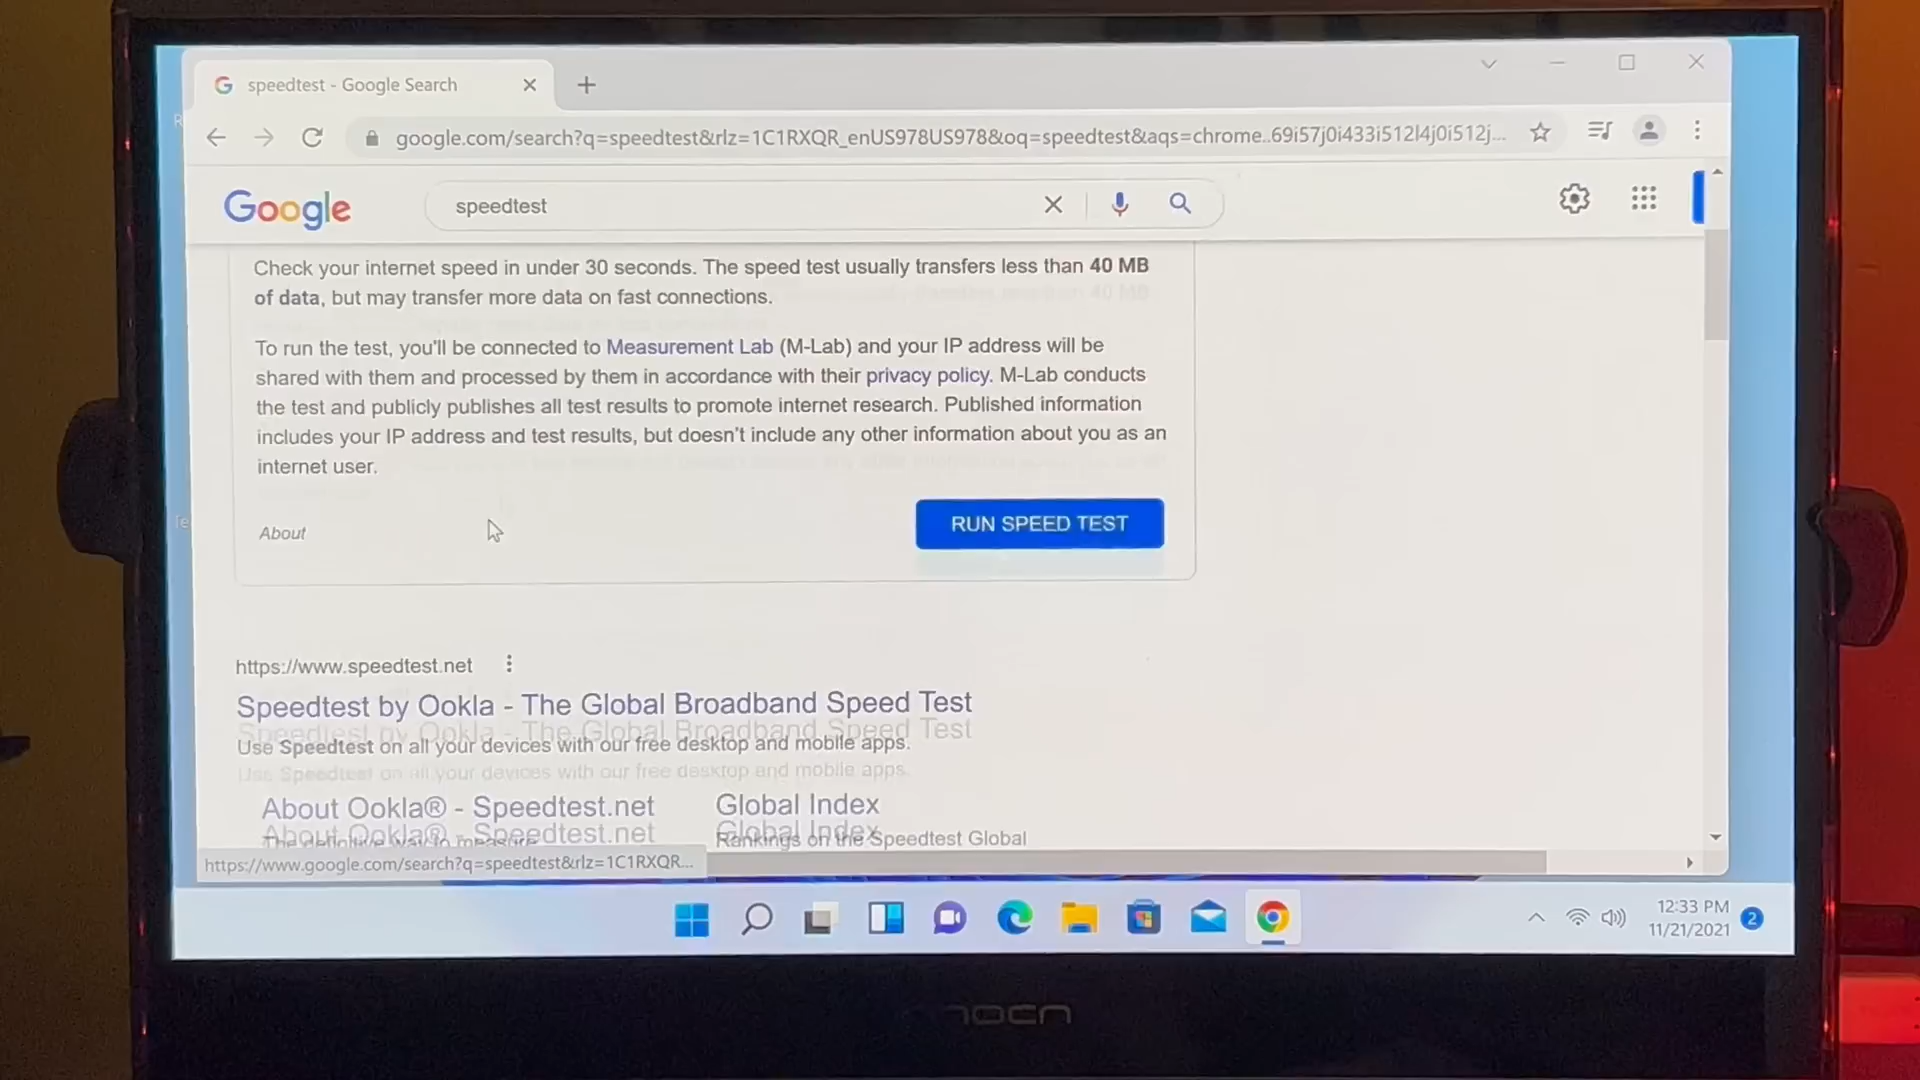 speedtest - Google Search
google.com/search?q=speedtest&rlz=1C1RXQR_enUS978US978&oq=speedtest&aqs=chrome..69i57j0i433i512l4j0i512j...
Google
speedtest
Check your internet speed in under 30 seconds. The speed test usually transfers less than 40 MB
of data, but may transfer more data on fast connections.
To run the test, you'll be connected to Measurement Lab (M-Lab) and your IP address will be
shared with them and processed by them in accordance with their privacy policy. M-Lab conducts
the test and publicly publishes all test results to promote internet research. Published information
includes your IP address and test results, but doesn't include any other information about you as an
internet user.
About
RUN SPEED TEST
https://www.speedtest.net
Speedtest by Ookla - The Global Broadband Speed Test
Use Speedtest on all your devices with our free desktop and mobile apps.
About Ookla® - Speedtest.net
Global Index
The definitive way to measure
Rankings on the Speedtest Global
https://www.google.com/search?q=speedtest&rlz=1C1RXQR...
12:33 PM
11/21/2021
2